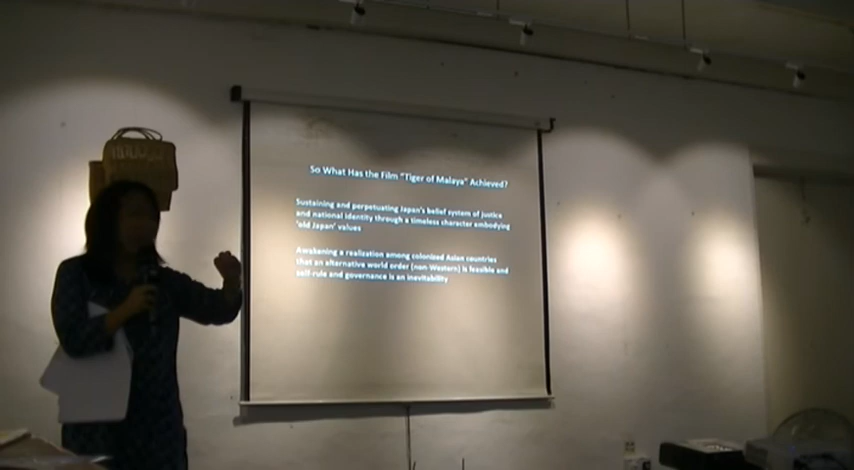 So What Has the Film "Tiger of Malaya" Achieved?
Sustaining and perpetuating Japan's belief system of justice
and national identity through a timeless character embodying
'old Japan' values
Awakening a realization among colonized Asian countries
that an alternative world order (non-Western) is feasible and
self-rule and governance is an inevitability